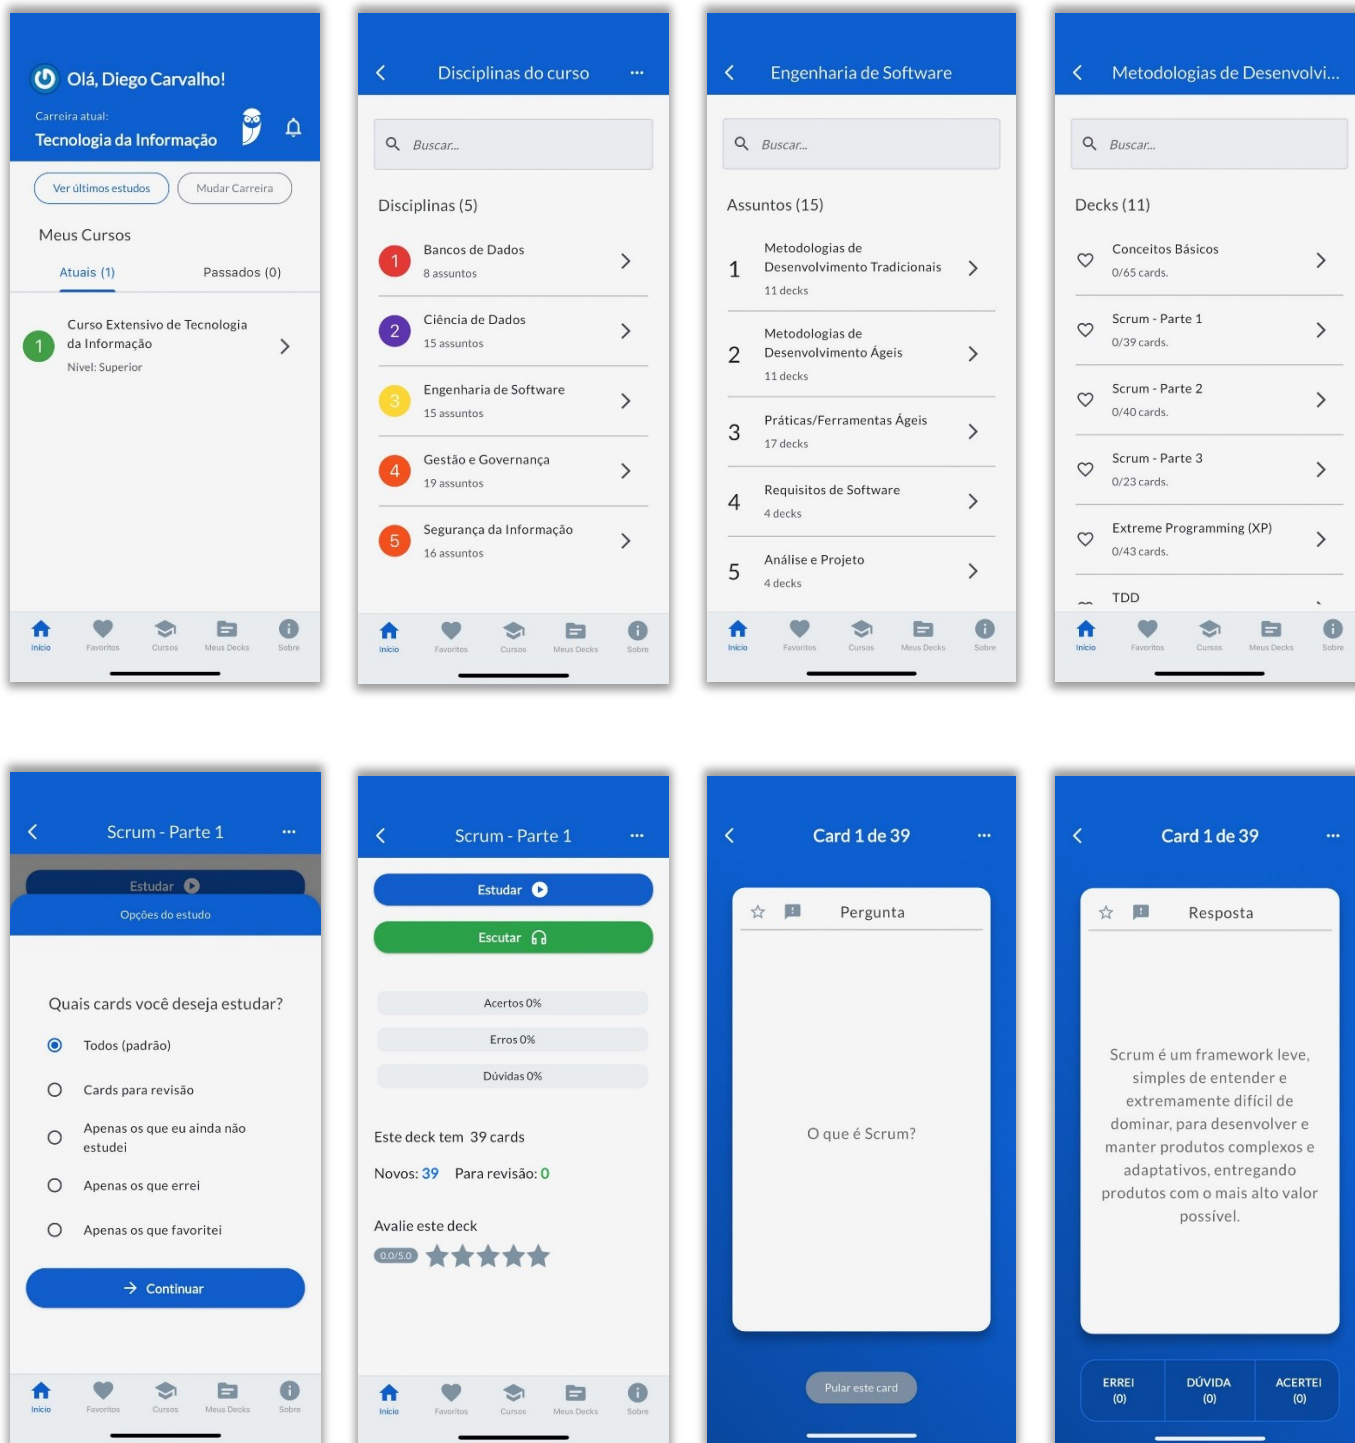 Olá, Diego Carvalho!
Carreira atual:
Tecnologia da Informação
Ver últimos estudos
Mudar Carreira
Meus Cursos
Atuais (1)
Passados (0)
1
Curso Extensivo de Tecnologia
da Informação
Nível: Superior
Início
Favoritos
Cursos
Meus Decks
Sobre
Disciplinas do curso
Buscar...
Disciplinas (5)
1
Bancos de Dados
8 assuntos
2
Ciência de Dados
15 assuntos
3
Engenharia de Software
15 assuntos
4
Gestão e Governança
19 assuntos
5
Segurança da Informação
16 assuntos
Início
Favoritos
Cursos
Meus Decks
Sobre
Engenharia de Software
Buscar...
Assuntos (15)
1
Metodologias de
Desenvolvimento Tradicionais
11 decks
2
Metodologias de
Desenvolvimento Ágeis
11 decks
3
Práticas/Ferramentas Ágeis
17 decks
4
Requisitos de Software
4 decks
5
Análise e Projeto
4 decks
Início
Favoritos
Cursos
Meus Decks
Sobre
Metodologias de Desenvolvi...
Buscar...
Decks (11)
Conceitos Básicos
0/65 cards.
Scrum - Parte 1
0/39 cards.
Scrum - Parte 2
0/40 cards.
Scrum - Parte 3
0/23 cards.
Extreme Programming (XP)
0/43 cards.
TDD
Início
Favoritos
Cursos
Meus Decks
Sobre
Scrum - Parte 1
Estudar
Opções do estudo
Quais cards você deseja estudar?
Todos (padrão)
Cards para revisão
Apenas os que eu ainda não
estudei
Apenas os que errei
Apenas os que favoritei
Continuar
Início
Favoritos
Cursos
Meus Decks
Sobre
Scrum - Parte 1
Estudar
Escutar
Acertos 0%
Erros 0%
Dúvidas 0%
Este deck tem 39 cards
Novos: 39 Para revisão: 0
Avalie este deck
0.0/5.0
Início
Favoritos
Cursos
Meus Decks
Sobre
Card 1 de 39
Pergunta
O que é Scrum?
Pular este card
Card 1 de 39
Resposta
Scrum é um framework leve,
simples de entender e
extremamente difícil de
dominar, para desenvolver e
manter produtos complexos e
adaptativos, entregando
produtos com o mais alto valor
possível.
ERREI
(0)
DÚVIDA
(0)
ACERTEI
(0)